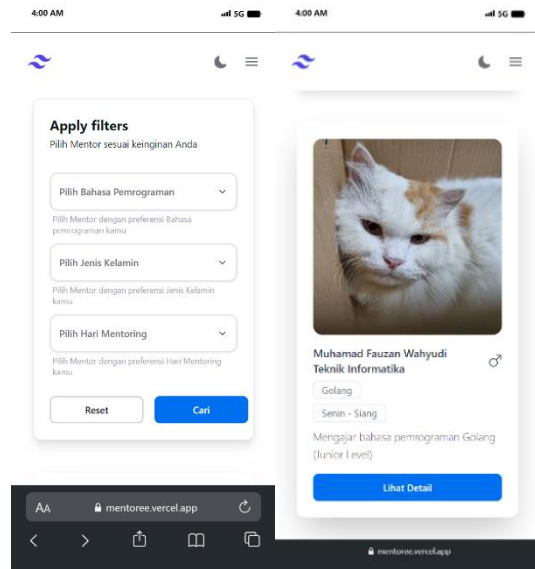 4:00 AM
5G
Apply filters
Pilih Mentor sesuai keinginan Anda
Pilih Bahasa Pemrograman
Pilih Mentor dengan preferensi Bahasa
pemrograman kamu
Pilih Jenis Kelamin
Pilih Mentor dengan preferensi Jenis Kelamin
kamu
Pilih Hari Mentoring
Pilih Mentor dengan preferensi Hari Mentoring
kamu
Reset
Cari
AA
mentoree.vercel.app
4:00 AM
5G
Muhamad Fauzan Wahyudi
Teknik Informatika
Golang
Senin - Siang
Mengajar bahasa pemrograman Golang
(Junior Level)
Lihat Detail
mentoree.vercel.app